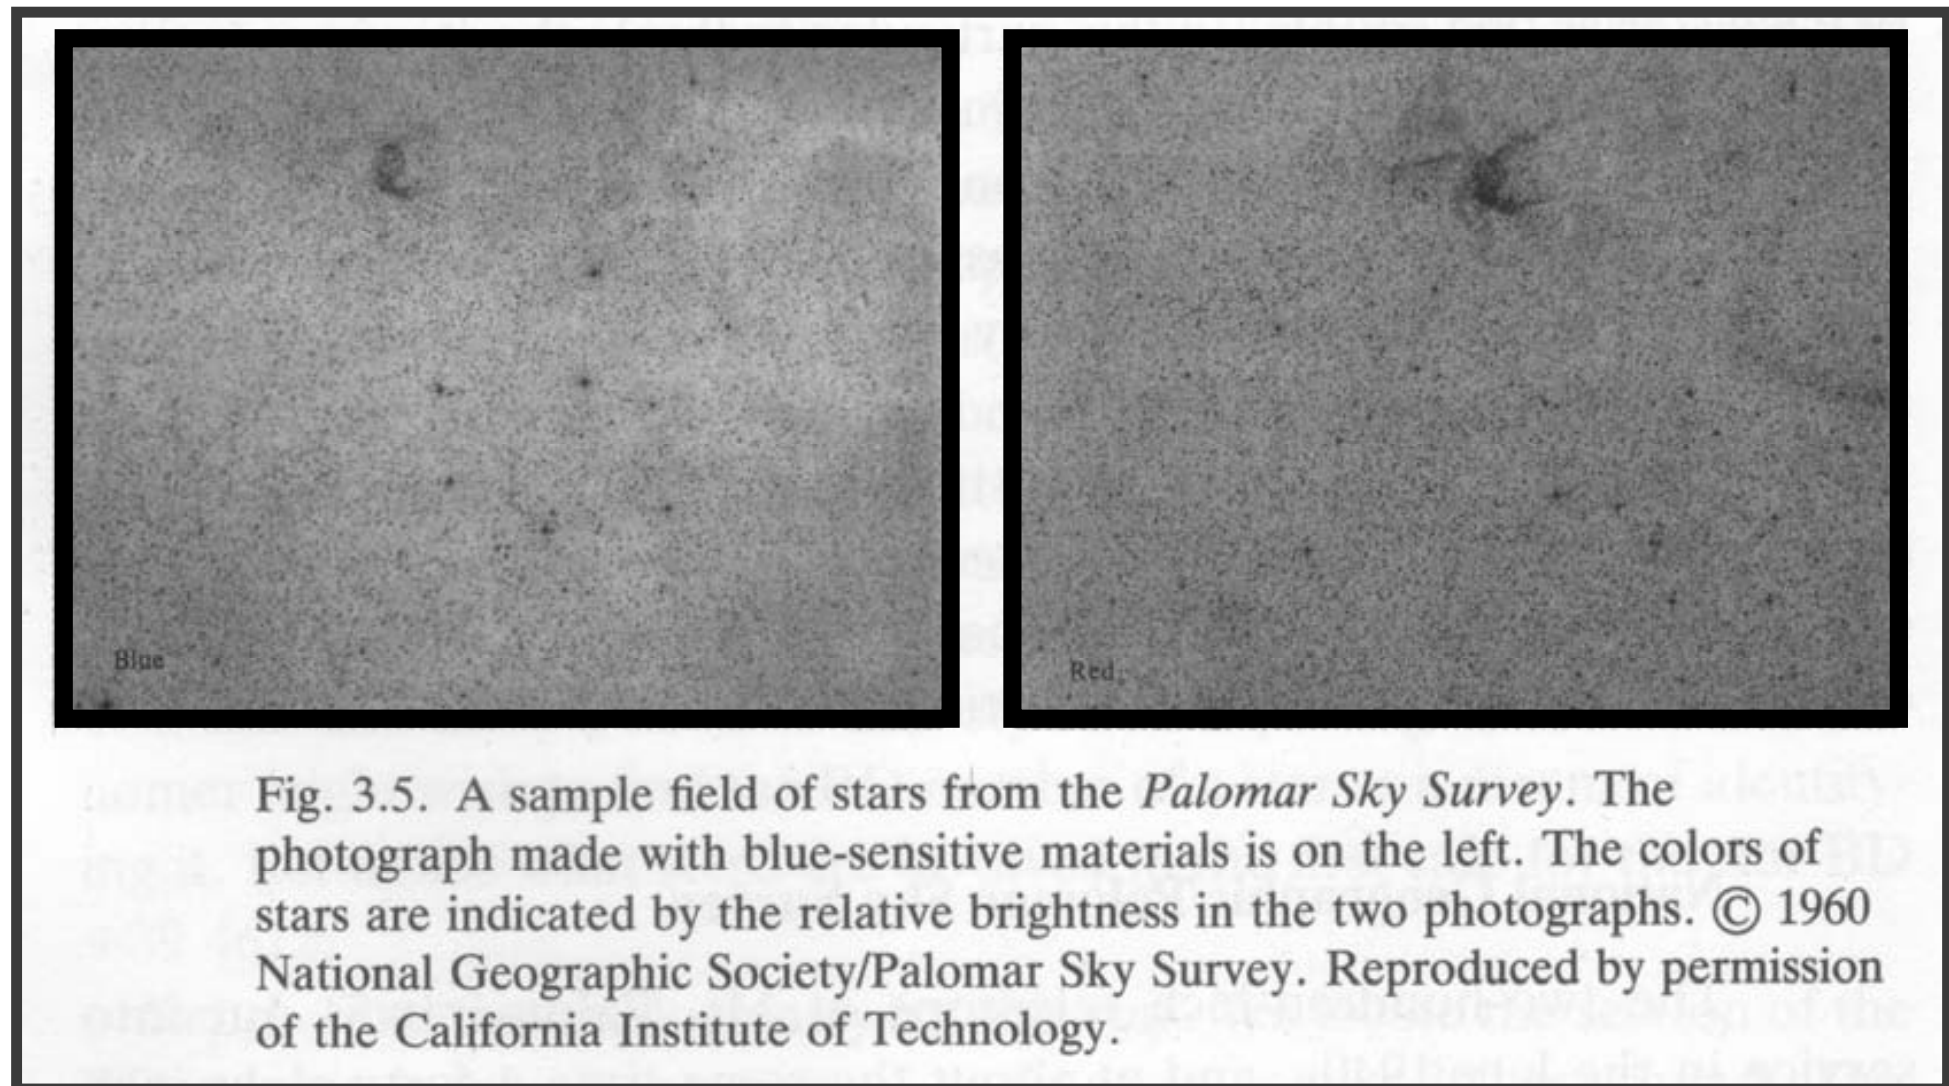 Blue
Red
Fig. 3.5. A sample field of stars from the Palomar Sky Survey. The
photograph made with blue-sensitive materials is on the left. The colors of
stars are indicated by the relative brightness in the two photographs. © 1960
National Geographic Society/Palomar Sky Survey. Reproduced by permission
of the California Institute of Technology.